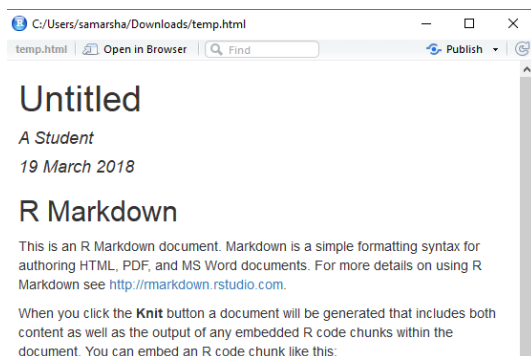 C:/Users/samarsha/Downloads/temp.html
temp.html Open in Browser Find Publish
Untitled
A Student
19 March 2018
R Markdown
This is an R Markdown document. Markdown is a simple formatting syntax for
authoring HTML, PDF, and MS Word documents. For more details on using R
Markdown see http://rmarkdown.rstudio.com.
When you click the Knit button a document will be generated that includes both
content as well as the output of any embedded R code chunks within the
document. You can embed an R code chunk like this: